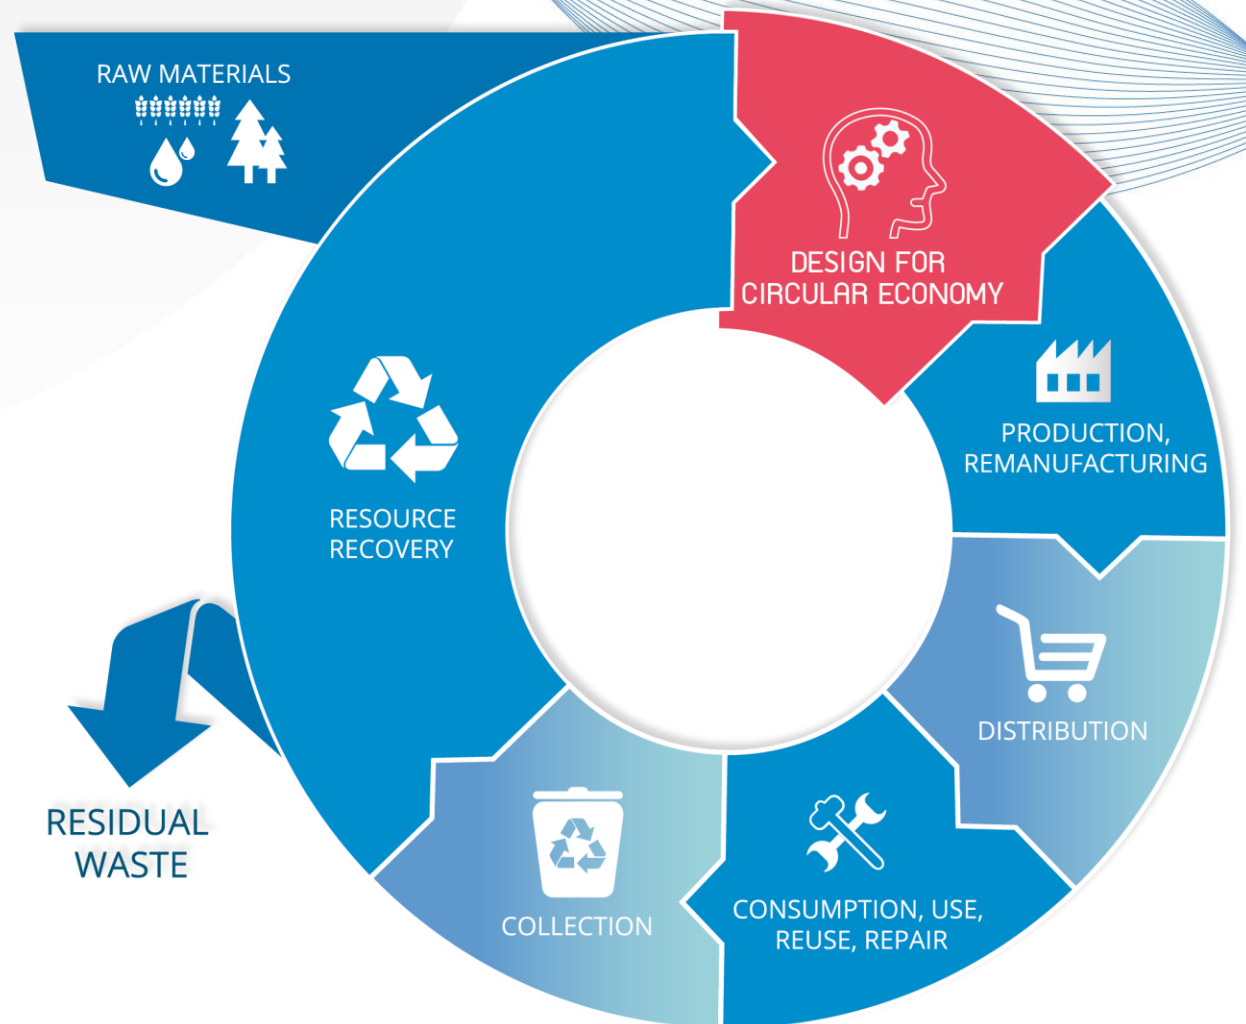 RAW MATERIALS
DESIGN FOR
CIRCULAR ECONOMY
PRODUCTION,
REMANUFACTURING
DISTRIBUTION
CONSUMPTION, USE,
REUSE, REPAIR
COLLECTION
RESOURCE
RECOVERY
RESIDUAL
WASTE